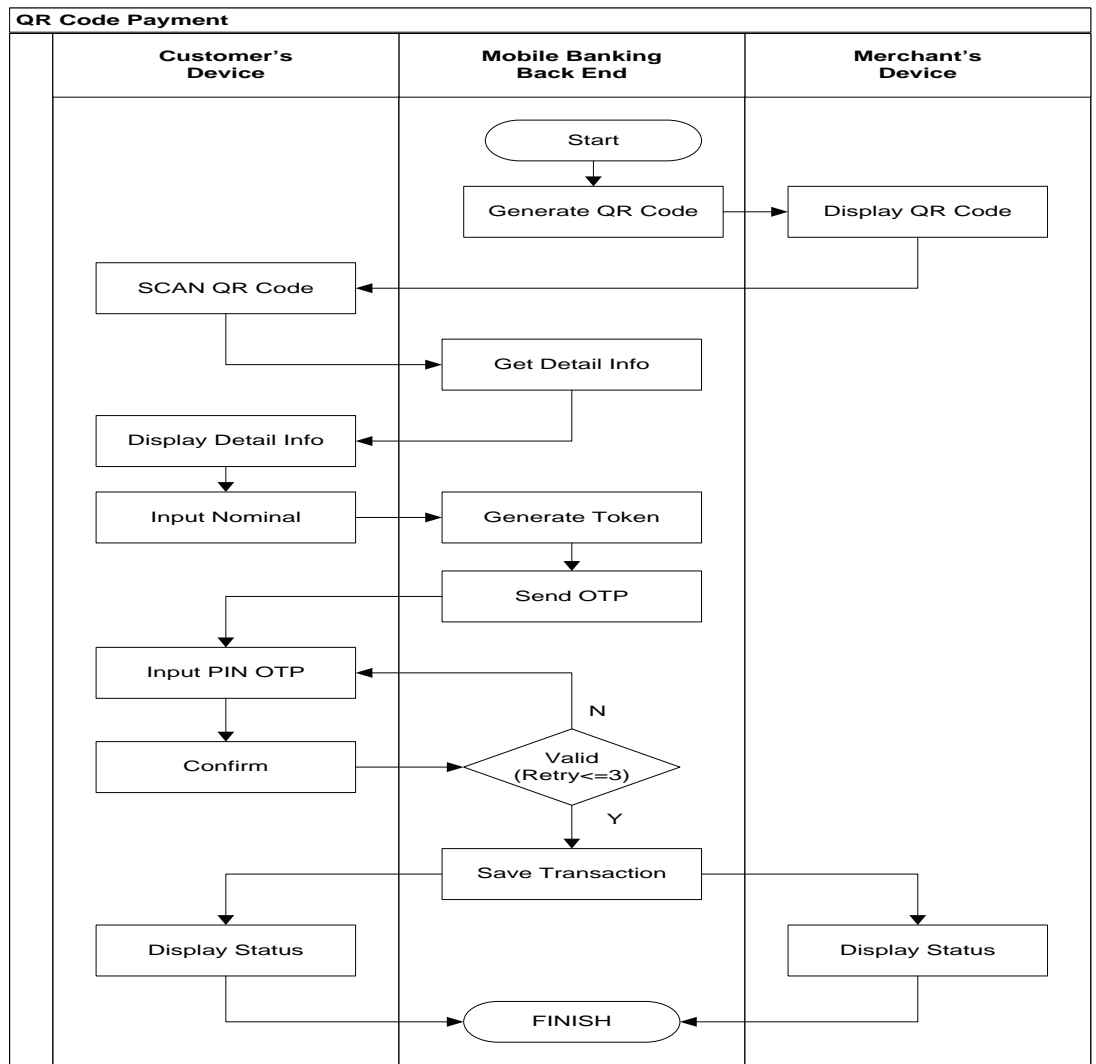 QR Code Payment
Customer's
Device
Mobile Banking
Back End
Merchant's
Device
Start
Generate QR Code
Display QR Code
SCAN QR Code
Get Detail Info
Display Detail Info
Input Nominal
Generate Token
Send OTP
Input PIN OTP
N
Confirm
Valid
(Retry<=3)
Y
Save Transaction
Display Status
Display Status
FINISH